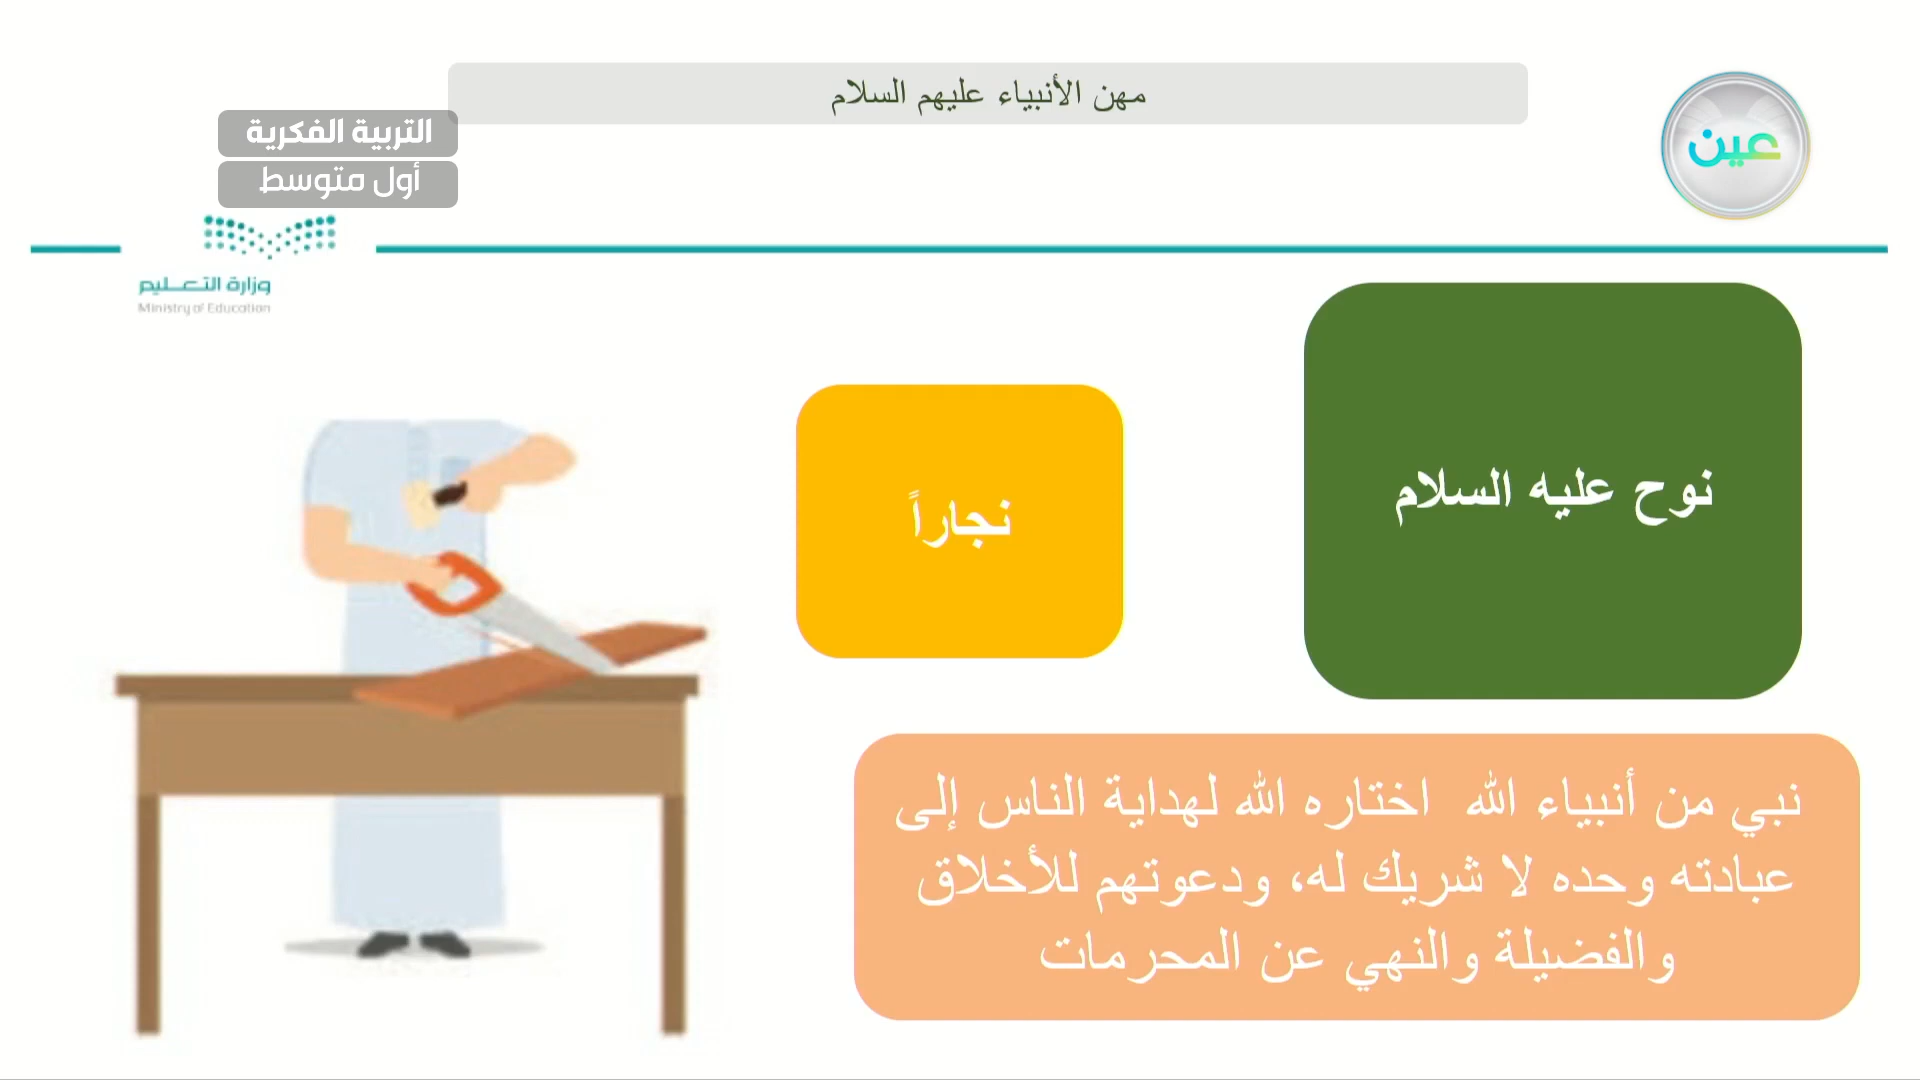 مهن الأنبياء عليهم السلام
عين
التربية الفكرية
أول متوسط
وزارة التعليم
Ministry of Education
نوح عليه السلام
نجاراً
نبي من أنبياء الله اختاره الله لهداية الناس إلى
عبادته وحده لا شريك له، ودعوتهم للأخلاق
والفضيلة والنهي عن المحرمات